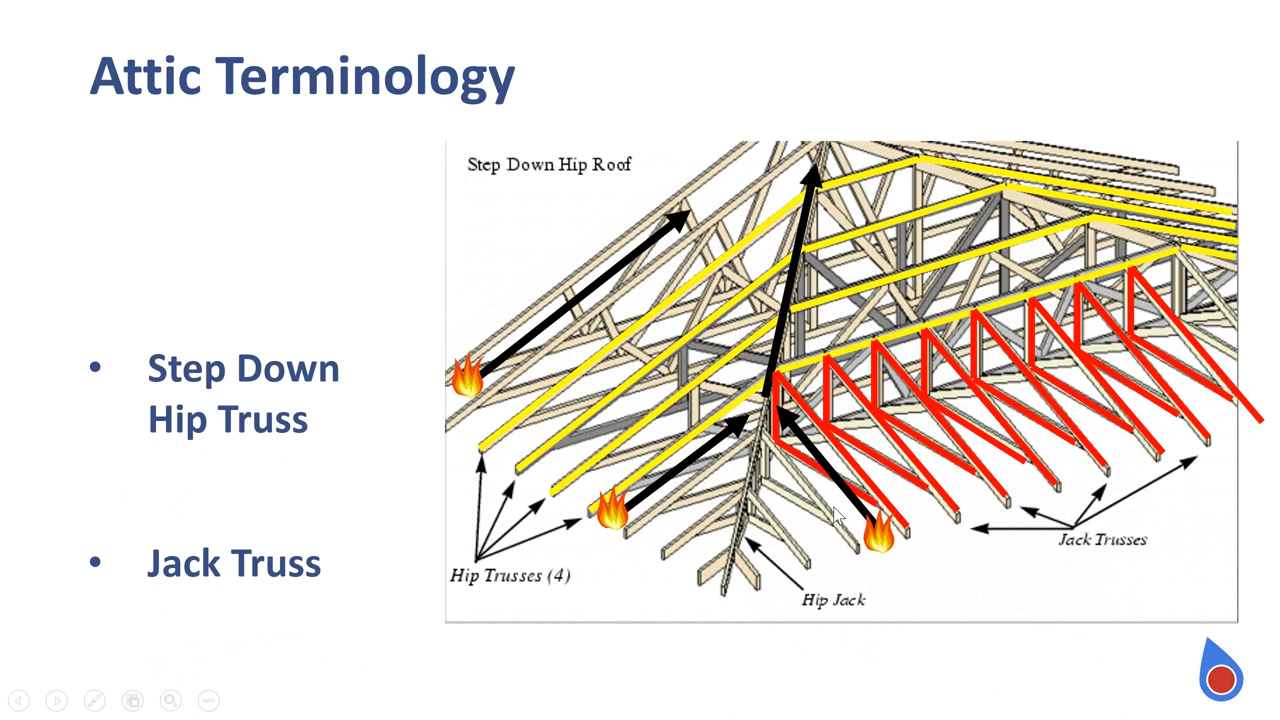 Attic Terminology
Step Down Hip Roof
• Step Down
Hip Truss
• Jack Truss
Jack Trusses
Hip Trusses (4)
Hip Jack